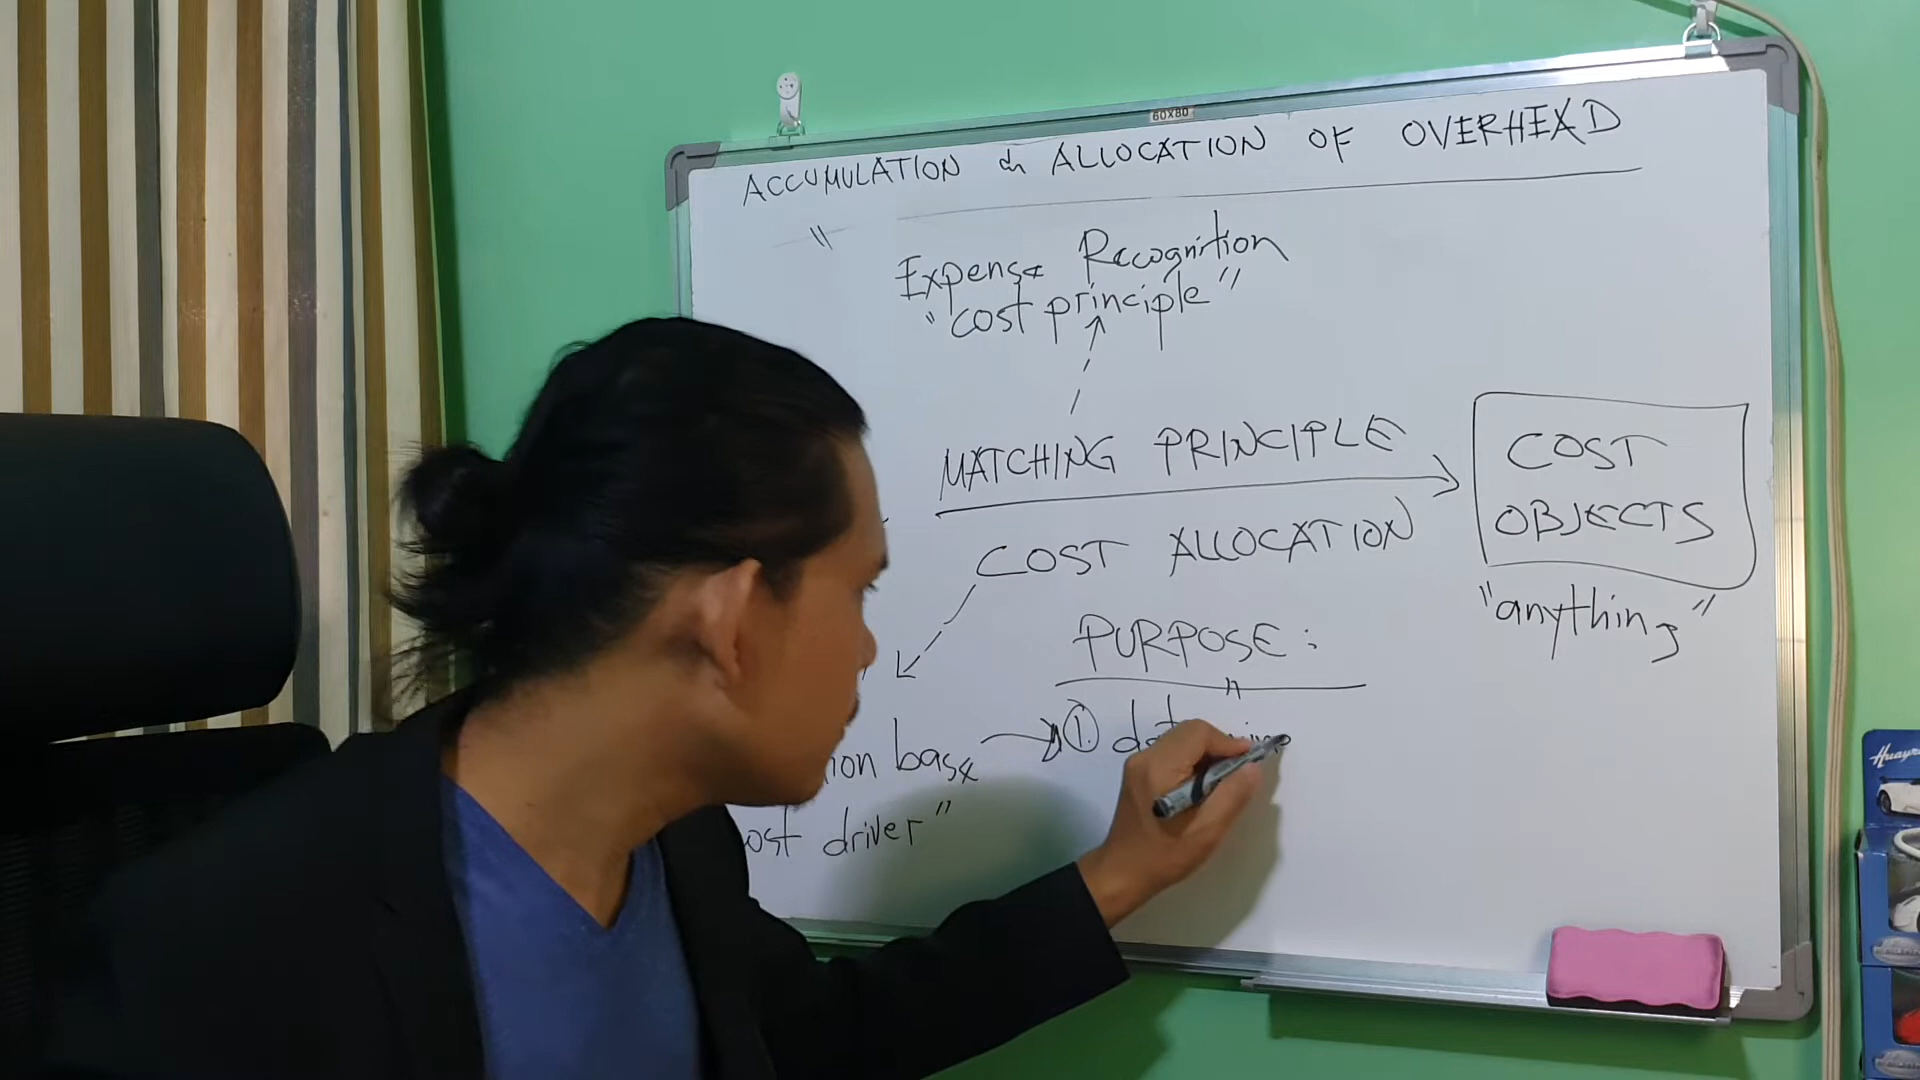 60X80
ACCUMULATION & ALLOCATION OF OVERHEAD
"
Expense Recognition
"cost principle"
MATCHING PRINCIPLE
COST
OBJECTS
COST ALLOCATION
"anything"
PURPOSE:
base
1. determine
driver"